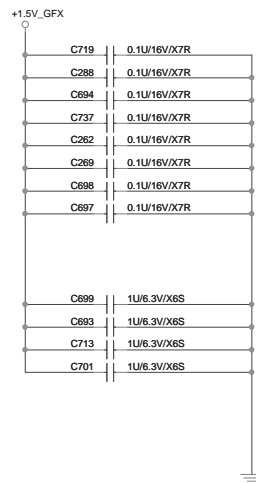 +1.5V_GFX
C719 0.1U/16V/X7R
C288 0.1U/16V/X7R
C694 0.1U/16V/X7R
C737 0.1U/16V/X7R
C262 0.1U/16V/X7R
C269 0.1U/16V/X7R
C698 0.1U/16V/X7R
C697 0.1U/16V/X7R
C699 1U/6.3V/X6S
C693 1U/6.3V/X6S
C713 1U/6.3V/X6S
C701 1U/6.3V/X6S